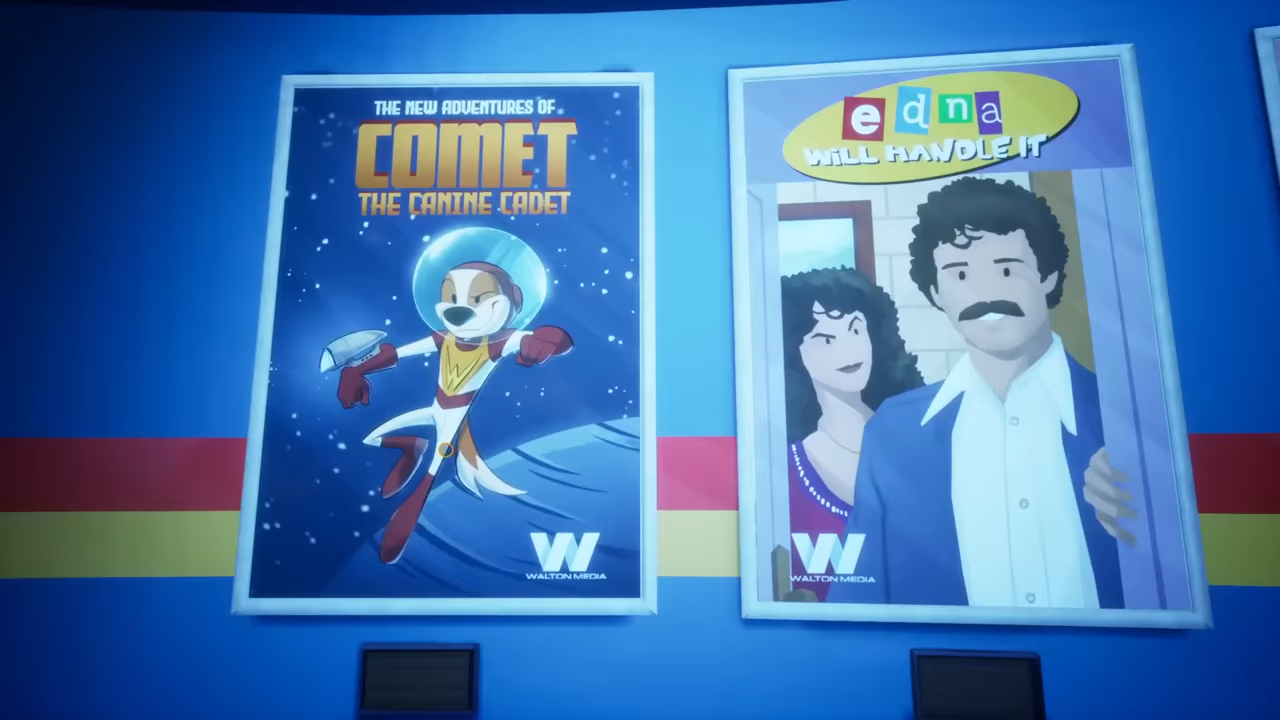 THE NEW ADVENTURES OF
COMET
THE CANINE CADET
W
W
WALTON MEDIA
edna
WILL HANDLE IT
W
WALTON MEDIA